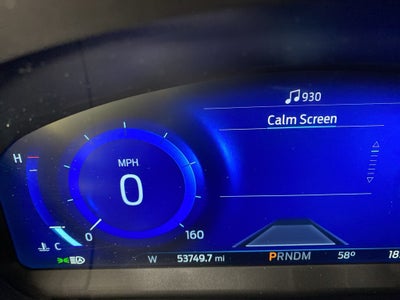 930
Calm Screen
H
MPH
0
C
0
160
W 53749.7 mi PRNDM 58°